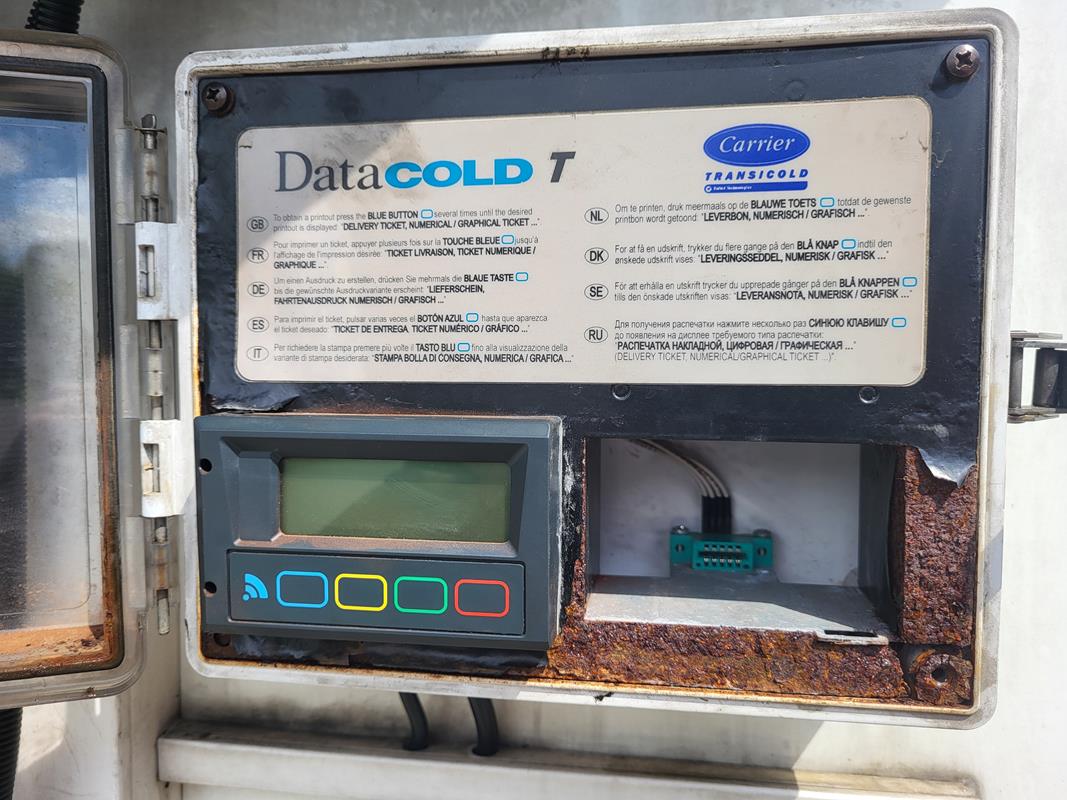 DataCOLD T
Carrier
TRANSICOLD
United Technologies
GB To obtain a printout press the BLUE BUTTON several times until the desired
printout is displayed: "DELIVERY TICKET, NUMERICAL / GRAPHICAL TICKET ..."
FR Pour imprimer un ticket, appuyer plusieurs fois sur la TOUCHE BLEUE jusqu'à
l'affichage de l'impression désirée: "TICKET LIVRAISON, TICKET NUMERIQUE /
GRAPHIQUE ..."
DE Um einen Ausdruck zu erstellen, drücken Sie mehrmals die BLAUE TASTE
bis die gewünschte Ausdruckvariante erscheint: "LIEFERSCHEIN,
FAHRTENAUSDRUCK NUMERISCH / GRAFISCH ..."
ES Para imprimir el ticket, pulsar varias veces el BOTÓN AZUL hasta que aparezca
el ticket deseado: "TICKET DE ENTREGA, TICKET NUMÉRICO / GRÁFICO ..."
IT Per richiedere la stampa premere più volte il TASTO BLU fino alla visualizzazione della
variante di stampa desiderata: "STAMPA BOLLA DI CONSEGNA, NUMERICA / GRAFICA ..."
NL Om te printen, druk meermaals op de BLAUWE TOETS totdat de gewenste
printbon wordt getoond: "LEVERBON, NUMERISCH / GRAFISCH ..."
DK For at få en udskrift, trykker du flere gange på den BLÅ KNAP indtil den
ønskede udskrift vises: "LEVERINGSSEDDEL, NUMERISK / GRAFISK ..."
SE För att erhålla en utskrift trycker du upprepade gånger på den BLÅ KNAPPEN
tills den önskade utskriften visas: "LEVERANSNOTA, NUMERISK / GRAFISK ..."
RU Для получения распечатки нажмите несколько раз СИНЮЮ КЛАВИШУ
до появления на дисплее требуемого типа распечатки:
"РАСПЕЧАТКА НАКЛАДНОЙ, ЦИФРОВАЯ / ГРАФИЧЕСКАЯ ..."
(DELIVERY TICKET, NUMERICAL/GRAPHICAL TICKET ...)".